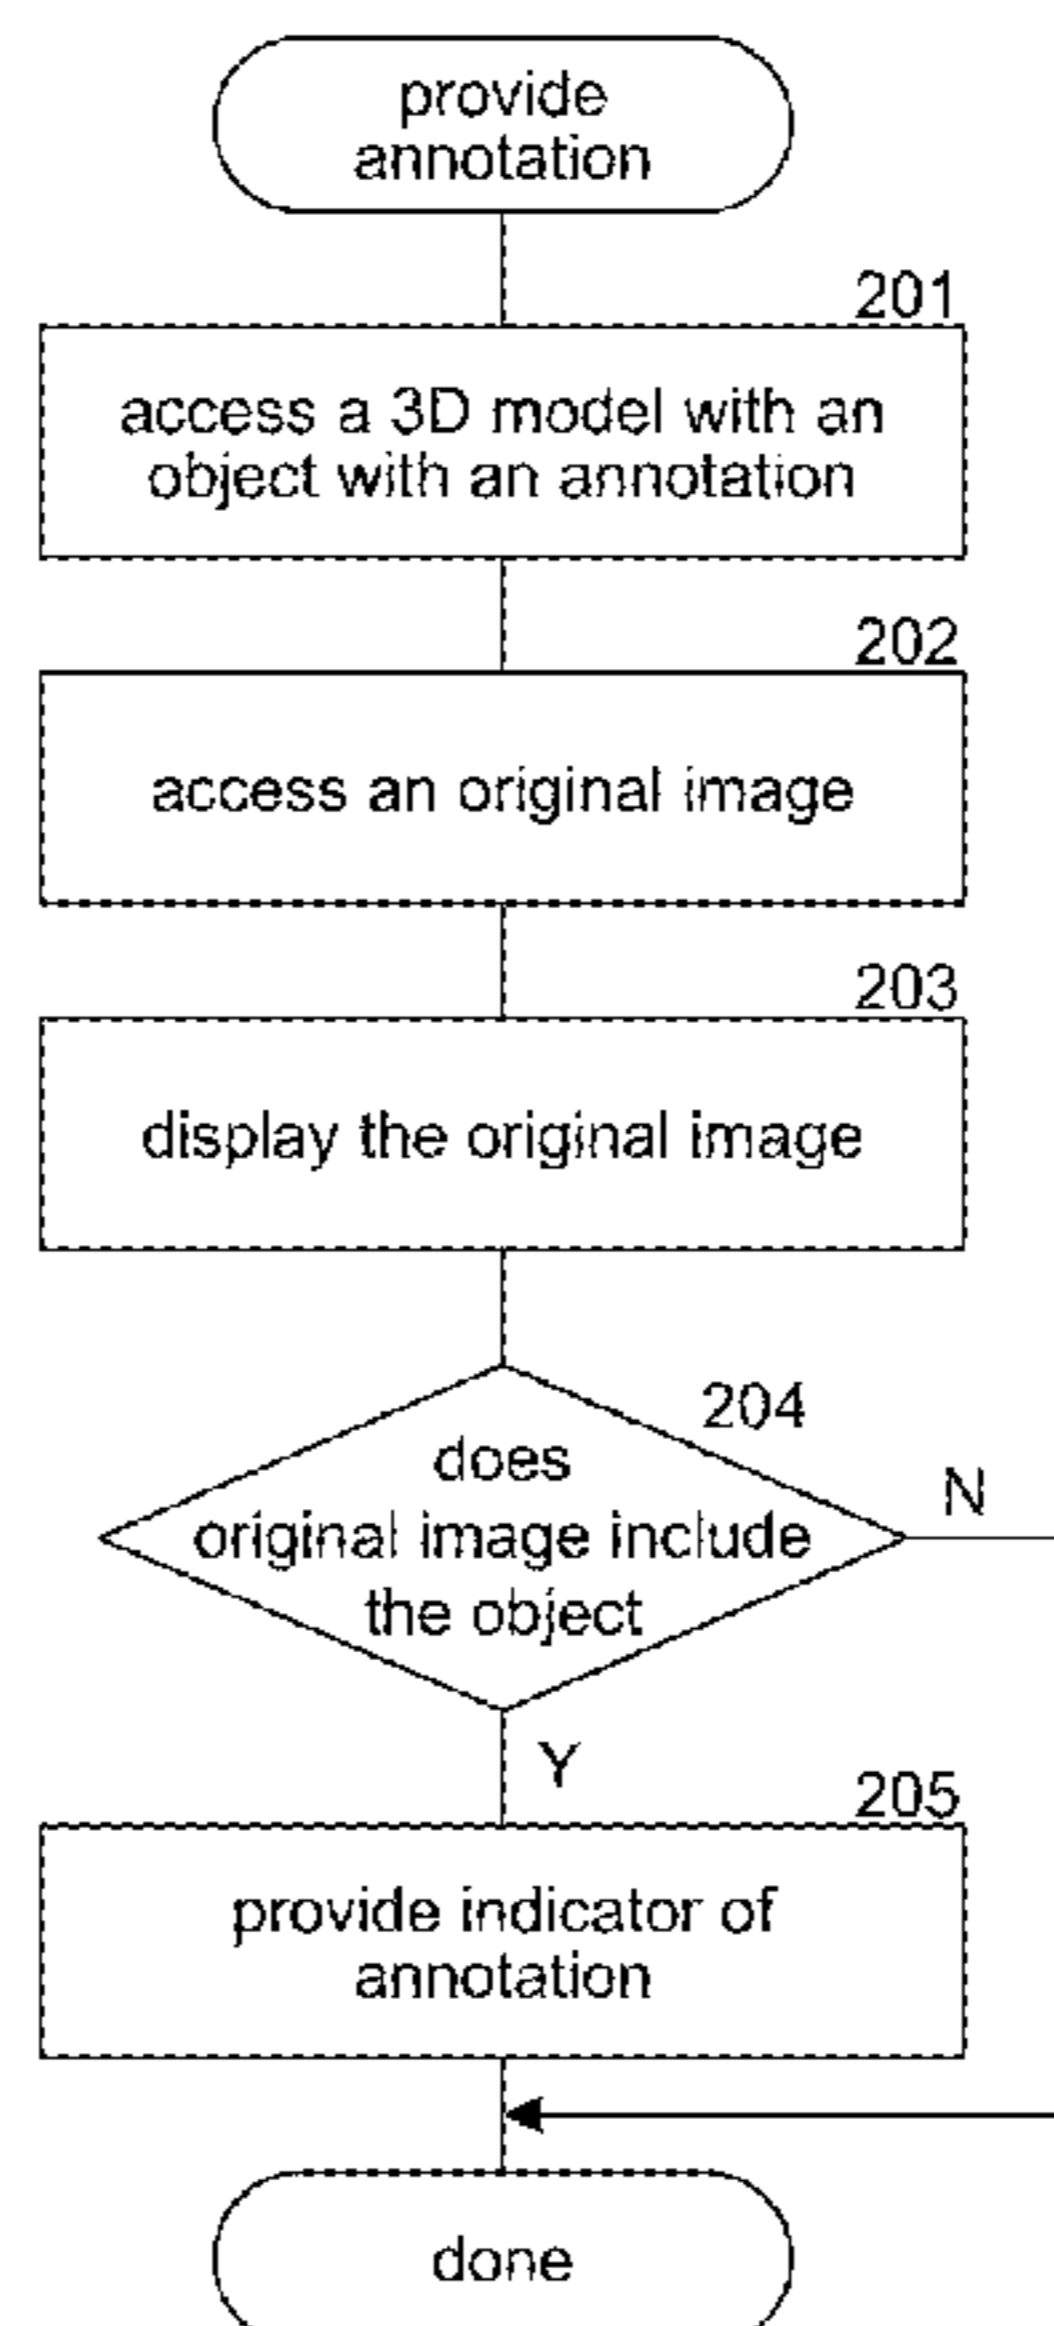 provide
annotation
201
access a 3D model with an
object with an annotation
202
access an original image
203
display the original image
204
does
original image include
the object
N
Y
205
provide indicator of
annotation
done